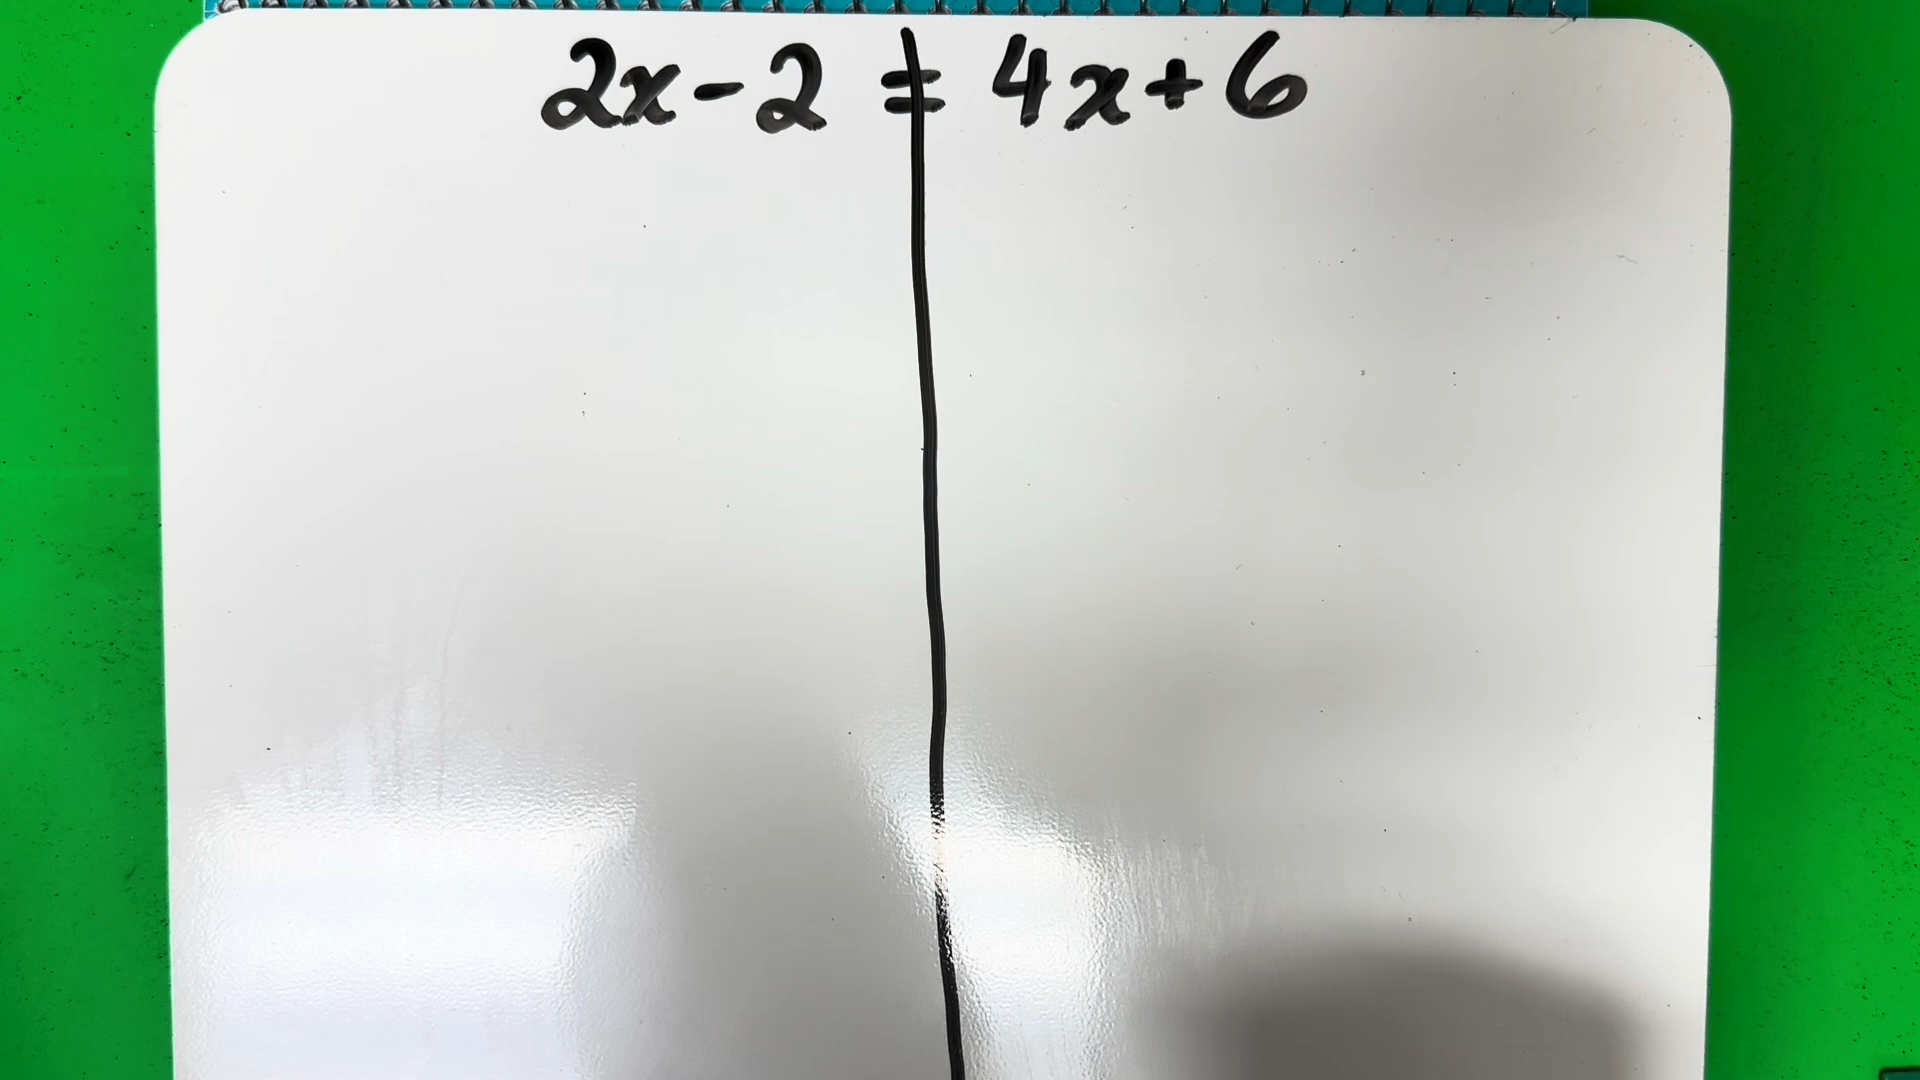 2x - 2 = 4x + 6